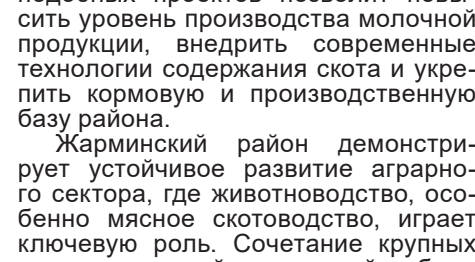 сить уровень производства молочной
продукции, внедрить современные
технологии содержания скота и укре-
пить кормовую и производственную
базу района.
Жарминский район демонстри-
рует устойчивое развитие аграрно-
го сектора, где животноводство, осо-
бенно мясное скотоводство, играет
ключевую роль. Сочетание крупных